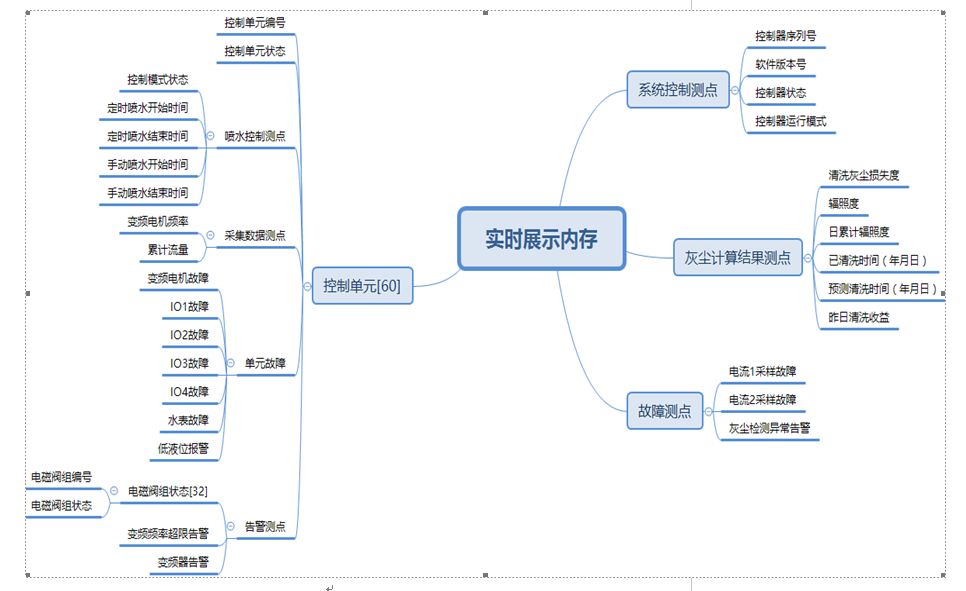 实时展示内存
系统控制测点
控制器序列号
软件版本号
控制器状态
控制器运行模式
灰尘计算结果测点
清洗灰尘损失度
辐照度
日累计辐照度
已清洗时间（年月日）
预测清洗时间（年月日）
昨日清洗收益
故障测点
电流1采样故障
电流2采样故障
灰尘检测异常告警
控制单元[60]
控制单元编号
控制单元状态
喷水控制测点
控制模式状态
定时喷水开始时间
定时喷水结束时间
手动喷水开始时间
手动喷水结束时间
采集数据测点
变频电机频率
累计流量
单元故障
变频电机故障
IO1故障
IO2故障
IO3故障
IO4故障
水表故障
低液位报警
告警测点
电磁阀组状态[32]
电磁阀组编号
电磁阀组状态
变频频率超限告警
变频器告警